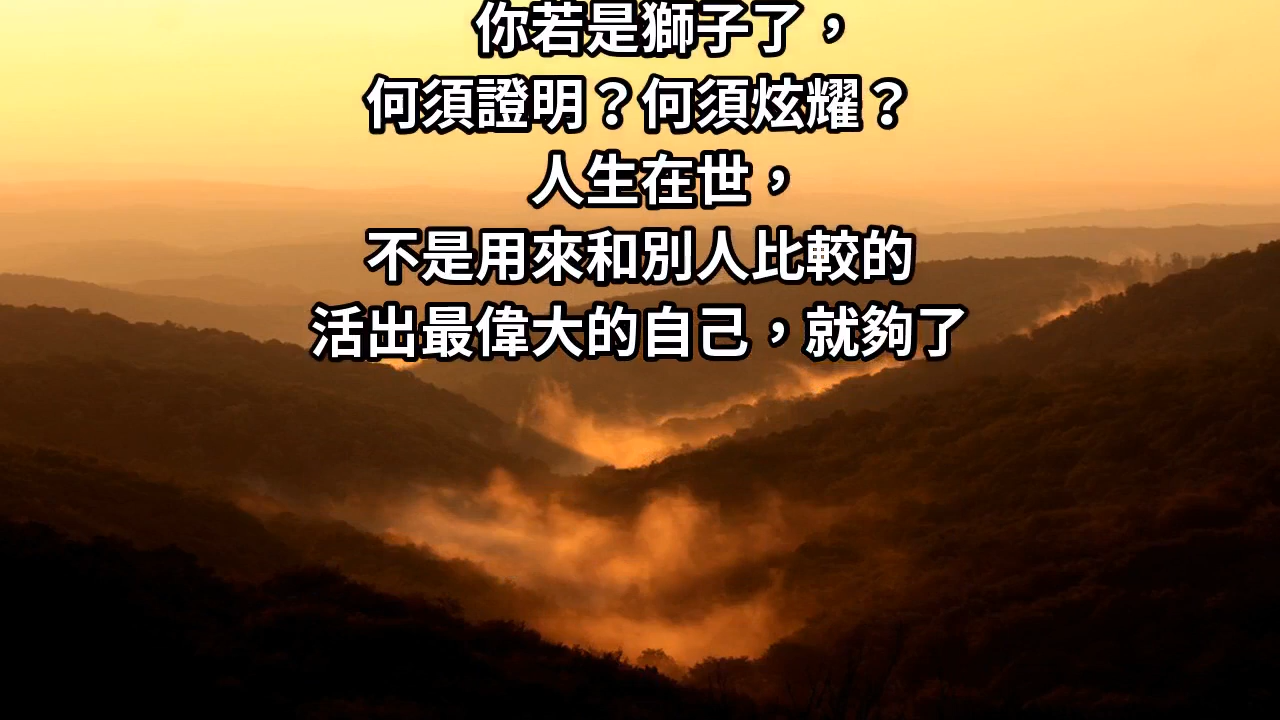 你若是獅子了，
何須證明？何須炫耀？
人生在世，
不是用來和別人比較的
活出最偉大的自己，就夠了